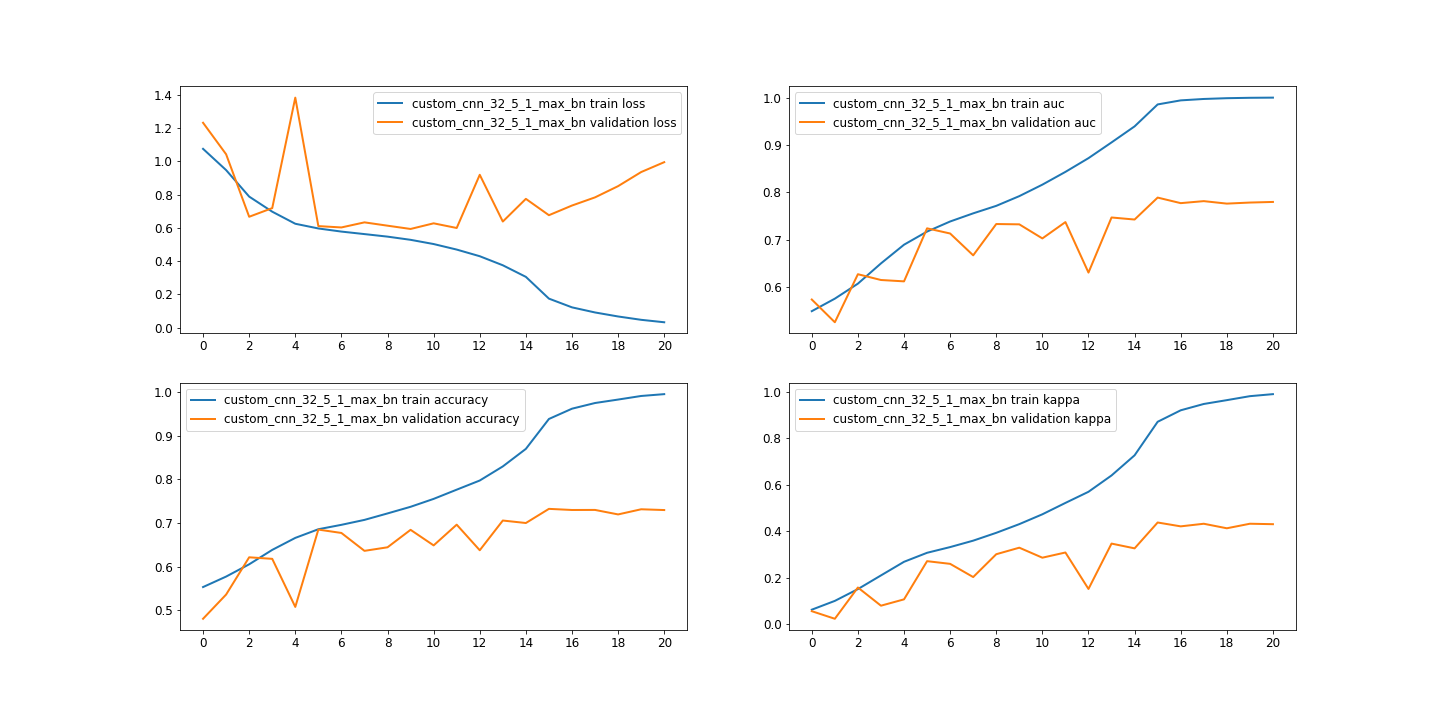 custom_cnn_32_5_1_max_bn train loss
custom_cnn_32_5_1_max_bn validation loss
1.4
1.2
1.0
0.8
0.6
0.4
0.2
0.0
0 2 4 6 8 10 12 14 16 18 20
custom_cnn_32_5_1_max_bn train auc
custom_cnn_32_5_1_max_bn validation auc
1.0
0.9
0.8
0.7
0.6
0 2 4 6 8 10 12 14 16 18 20
custom_cnn_32_5_1_max_bn train accuracy
custom_cnn_32_5_1_max_bn validation accuracy
1.0
0.9
0.8
0.7
0.6
0.5
0 2 4 6 8 10 12 14 16 18 20
custom_cnn_32_5_1_max_bn train kappa
custom_cnn_32_5_1_max_bn validation kappa
1.0
0.8
0.6
0.4
0.2
0.0
0 2 4 6 8 10 12 14 16 18 20